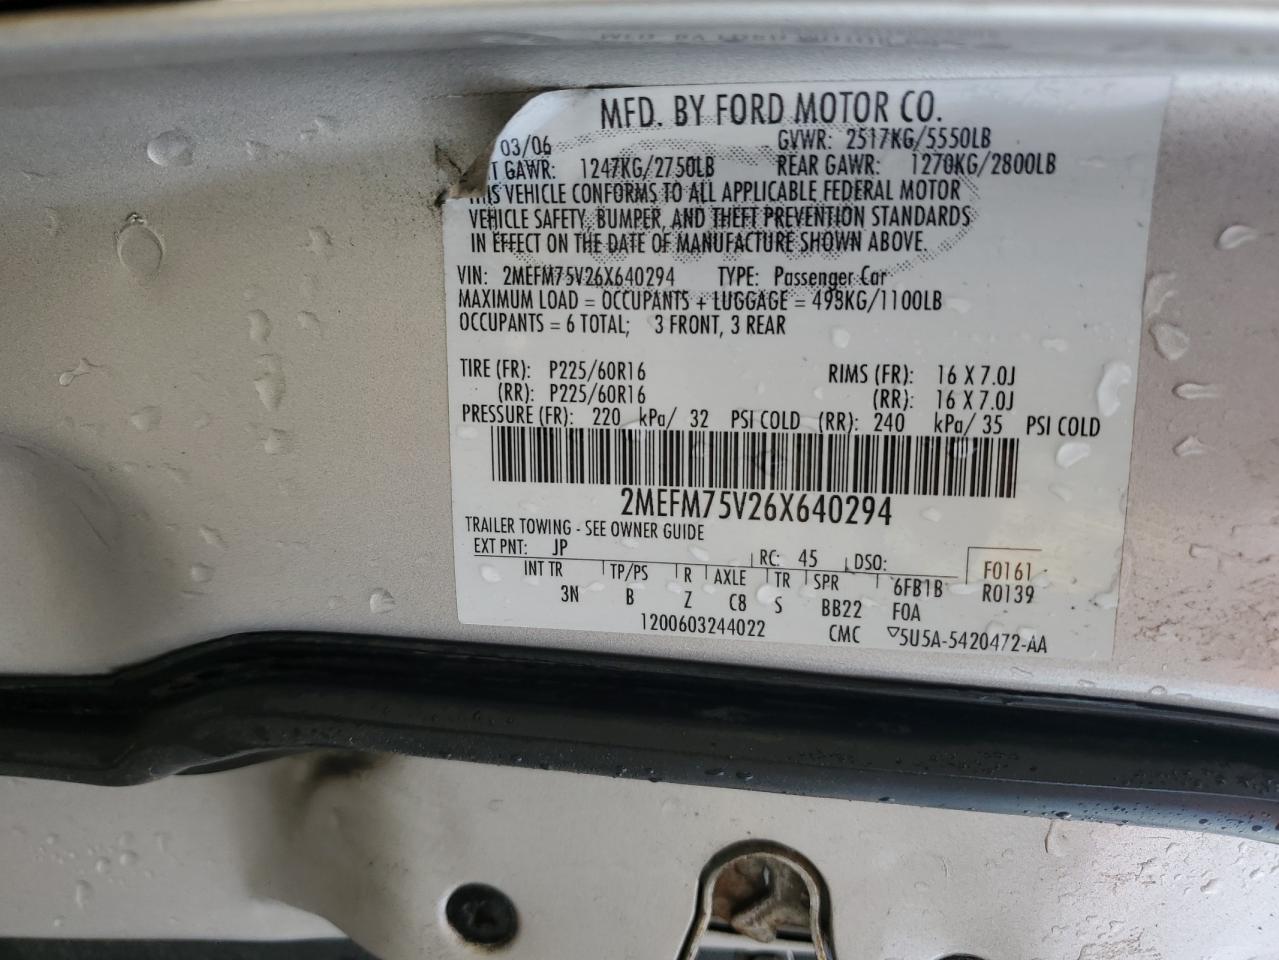 MFD. BY FORD MOTOR CO.
03/06 GVWR: 2517KG/5550LB
T GAWR: 1247KG/2750LB REAR GAWR: 1270KG/2800LB
THIS VEHICLE CONFORMS TO ALL APPLICABLE FEDERAL MOTOR
VEHICLE SAFETY, BUMPER, AND THEFT PREVENTION STANDARDS
IN EFFECT ON THE DATE OF MANUFACTURE SHOWN ABOVE.
VIN: 2MEFM75V26X640294 TYPE: Passenger Car
MAXIMUM LOAD = OCCUPANTS + LUGGAGE = 498KG/1100LB
OCCUPANTS = 6 TOTAL; 3 FRONT, 3 REAR
TIRE (FR): P225/60R16 RIMS (FR): 16 X 7.0J
(RR): P225/60R16 (RR): 16 X 7.0J
PRESSURE (FR): 220 kPa/ 32 PSI COLD (RR): 240 kPa/ 35 PSI COLD
2MEFM75V26X640294
TRAILER TOWING - SEE OWNER GUIDE
EXT PNT: JP RC: 45 DSO: F0161
INT TR TP/PS R AXLE TR SPR 6FB1B R0139
3N B Z C8 S BB22 F0A
1200603244022 CMC ▽5U5A-5420472-AA